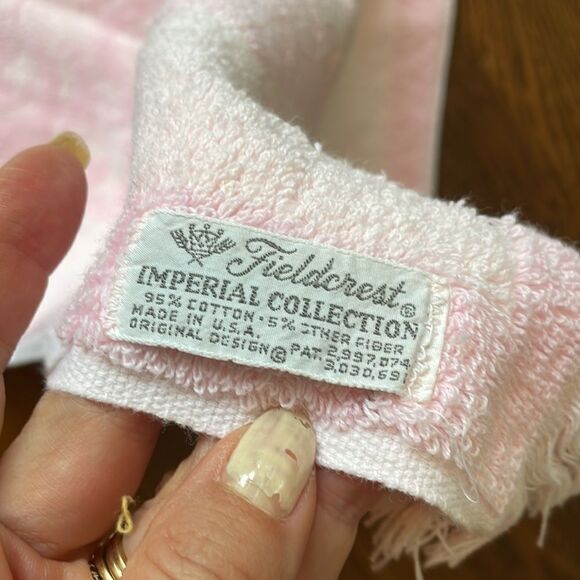 Fieldcrest®
IMPERIAL COLLECTION
95% COTTON · 5% OTHER FIBER
MADE IN U.S.A.
ORIGINAL DESIGN © PAT. 2,997,074
3,030,691